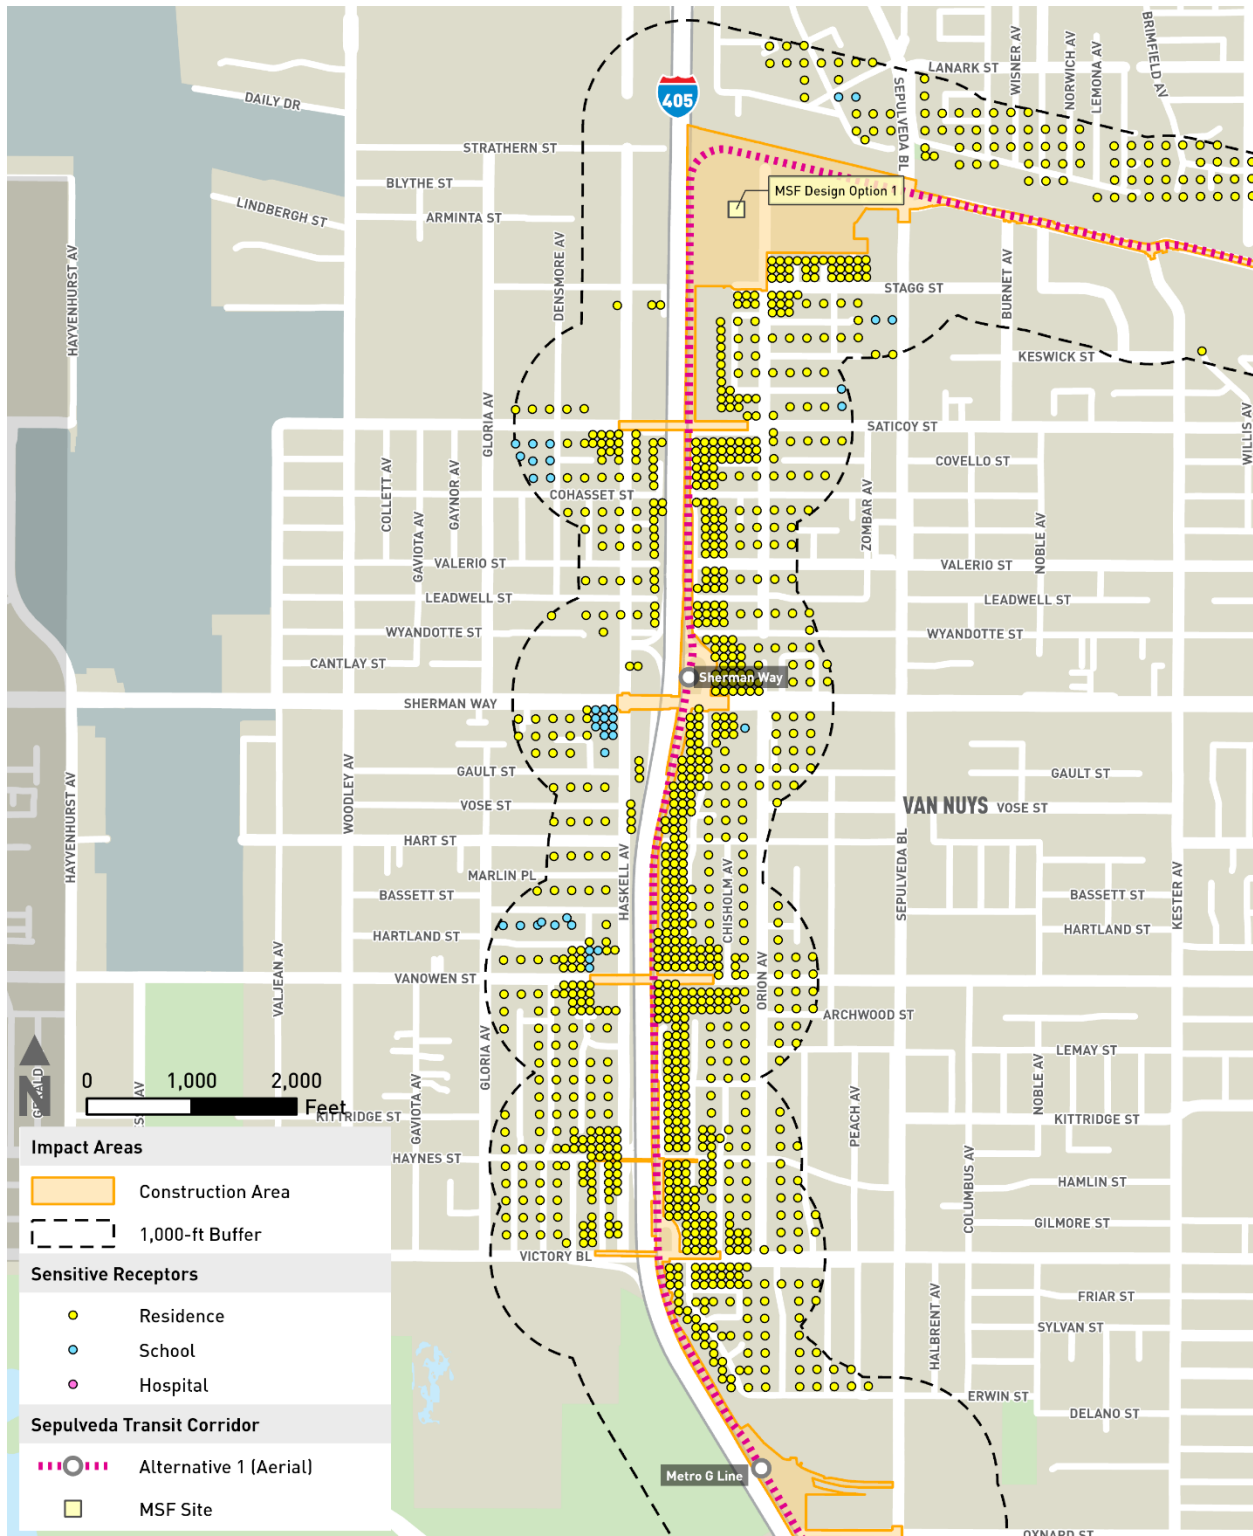 LANARK ST
WISNER AV
NORWICH AV
LEMONA AV
BRIMFIELD AV
DAILY DR
405
SEPULVEDA BL
STRATHERN ST
BLYTHE ST
MSF Design Option 1
LINDBERGH ST
ARMINTA ST
HAYVENHURST AV
DENSMORE AV
BURNET AV
STAGG ST
KESWICK ST
GLORIA AV
SATICOY ST
WILLIS AV
COLLETT AV
GAYNOR AV
COVELLO ST
COHASSET ST
GAVIOTA AV
ZOMBAR AV
NOBLE AV
VALERIO ST
VALERIO ST
LEADWELL ST
LEADWELL ST
WYANDOTTE ST
WYANDOTTE ST
CANTLAY ST
Sherman Way
SHERMAN WAY
HAYVENHURST AV
WOODLEY AV
GAULT ST
GAULT ST
VOSE ST
VAN NUYS
VOSE ST
HART ST
SEPULVEDA BL
HASKELL AV
CHISHOLM AV
KESTER AV
MARLIN PL
BASSETT ST
BASSETT ST
HARTLAND ST
HARTLAND ST
VALJEAN AV
VANOWEN ST
ORION AV
ARCHWOOD ST
GLORIA AV
LEMAY ST
NOBLE AV
PEACH AV
GAVIOTA AV
N
0 1,000 2,000
Feet
KITTRIDGE ST
KITTRIDGE ST
Impact Areas
HAYNES ST
COLUMBUS AV
Construction Area
HAMLIN ST
1,000-ft Buffer
GILMORE ST
VICTORY BL
Sensitive Receptors
HALBRENT AV
FRIAR ST
Residence
SYLVAN ST
School
Hospital
ERWIN ST
DELANO ST
Sepulveda Transit Corridor
Alternative 1 (Aerial)
Metro G Line
MSF Site
OXNARD ST